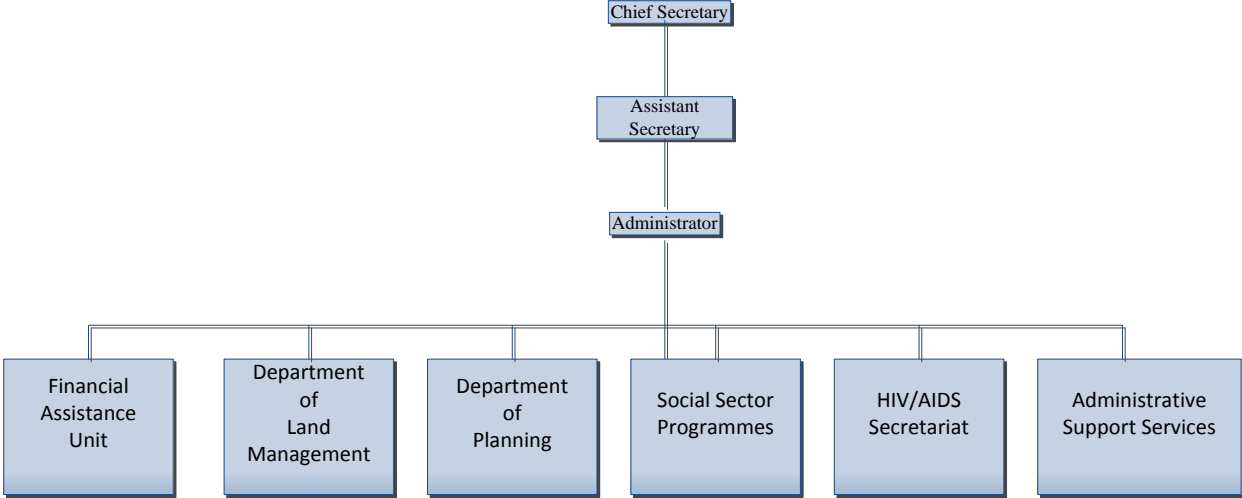 Chief Secretary
Assistant
Secretary
Administrator
Financial
Assistance
Unit
Department
of
Land
Management
Department
of
Planning
Social Sector
Programmes
HIV/AIDS
Secretariat
Administrative
Support Services